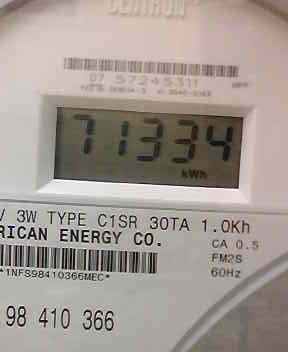 CENTRON
07 57245311
71334
kWh
V 3W TYPE C1SR 30TA 1.0Kh
RICAN ENERGY CO.
CA 0.5
FM2S
60Hz
*1NFS98410366MEC*
98 410 366